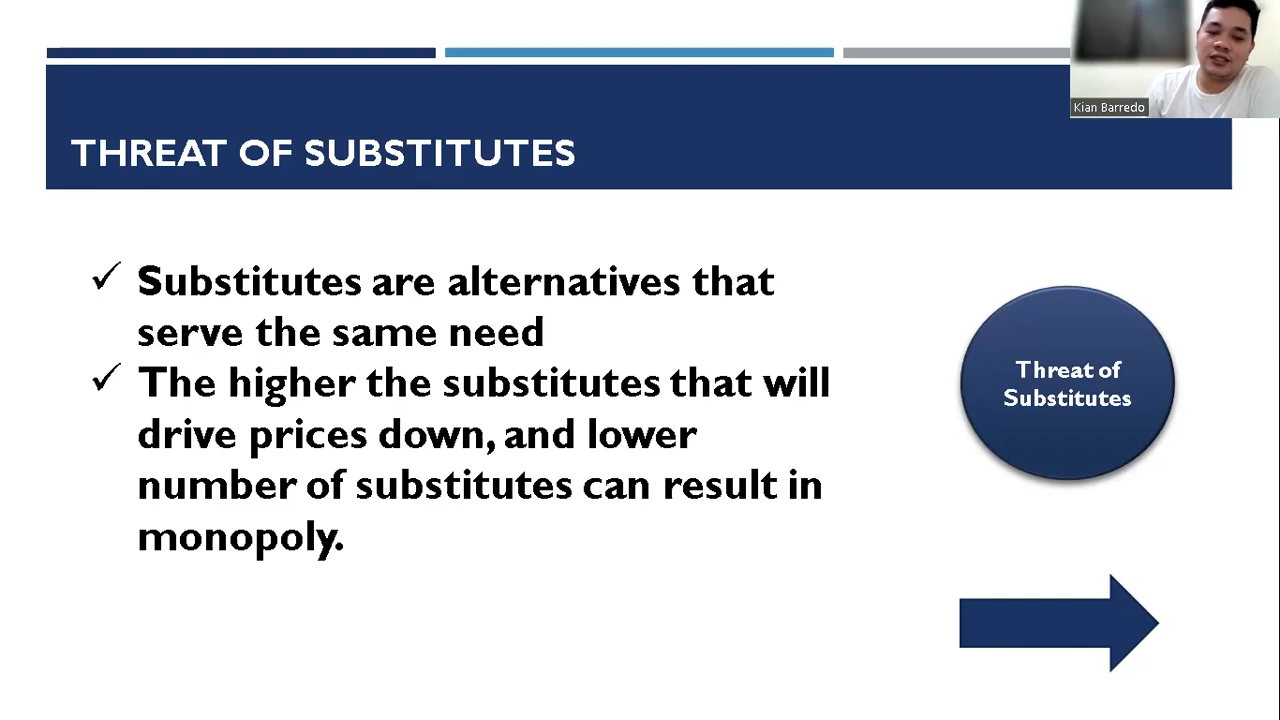 Kian Barredo
THREAT OF SUBSTITUTES
✓ Substitutes are alternatives that
serve the same need
✓ The higher the substitutes that will
drive prices down, and lower
number of substitutes can result in
monopoly.
Threat of
Substitutes